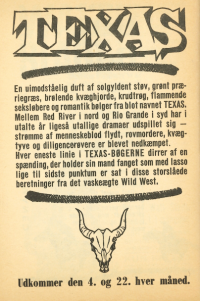 TEXAS
En uimodståelig duft af solgyldent støv, grønt præ-
riegræs, brølende kvæghjorde, krudtrøg, flammende
seksløbere og romantik bølger fra blot navnet TEXAS.
Mellem Red River i nord og Rio Grande i syd har i
utalte år ligeså utallige dramaer udspillet sig —
strømme af menneskeblod flydt, rovmordere, kvæg-
tyve og diligencerøvere er blevet nedkæmpet.
Hver eneste linie i TEXAS-BØGERNE dirrer af en
spænding, der holder sin mand fanget som med lasso
lige til sidste punktum er sat i disse storslåede
beretninger fra det vaskeægte Wild West.
Udkommer den 4. og 22. hver måned.